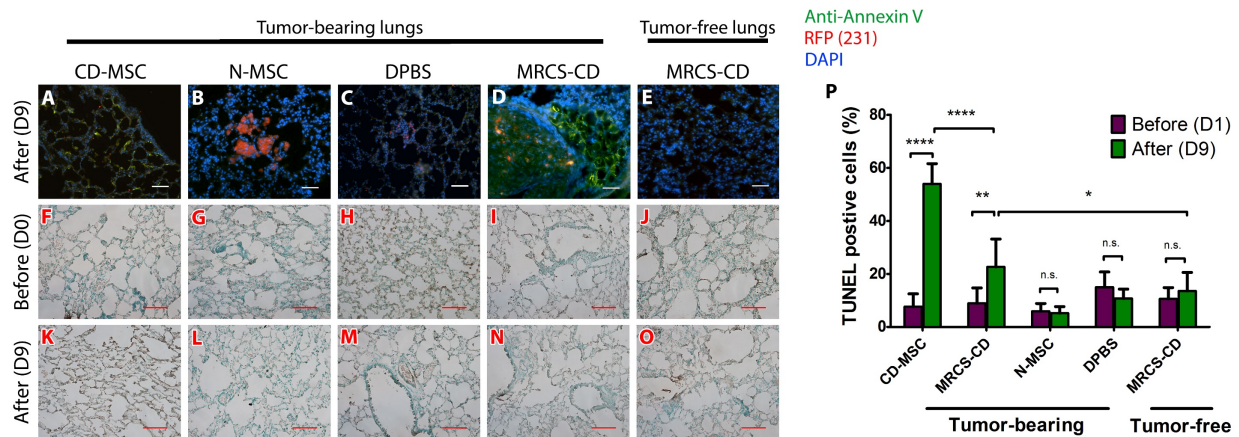 Tumor-bearing lungs
Tumor-free lungs
CD-MSC
N-MSC
DPBS
MRCS-CD
MRCS-CD
After (D9)
A
B
C
D
E
Before (D0)
F
G
H
I
J
After (D9)
K
L
M
N
O
Anti-Annexin V
RFP (231)
DAPI
P
TUNEL postive cells (%)
80
60
40
20
0
****
****
**
*
n.s.
n.s.
n.s.
Before (D1)
After (D9)
CD-MSC
MRCS-CD
N-MSC
DPBS
MRCS-CD
Tumor-bearing
Tumor-free